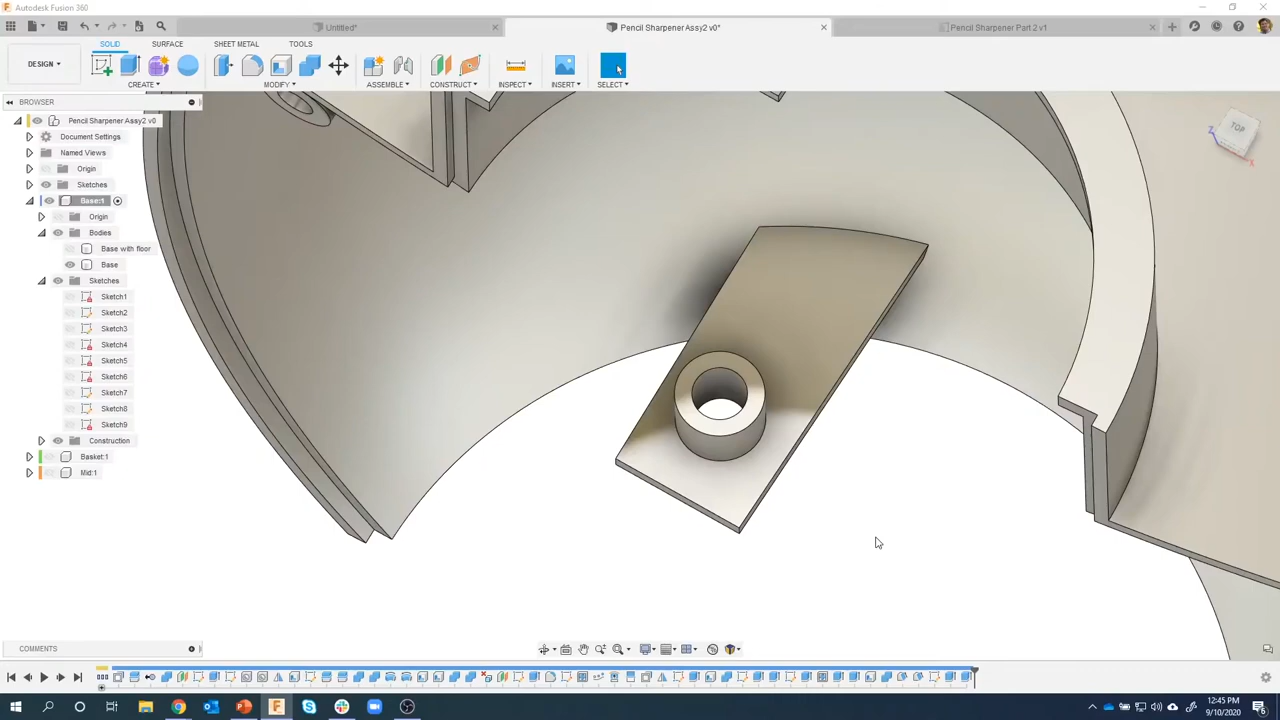 Autodesk Fusion 360
Untitled*
Pencil Sharpener Assy2 v0*
Pencil Sharpener Part 2 v1
SOLID
SURFACE
SHEET METAL
TOOLS
DESIGN
CREATE
MODIFY
ASSEMBLE
CONSTRUCT
INSPECT
INSERT
SELECT
BROWSER
Pencil Sharpener Assy2 v0
Document Settings
Named Views
Origin
Sketches
Base:1
Origin
Bodies
Base with floor
Base
Sketches
Sketch1
Sketch2
Sketch3
Sketch4
Sketch5
Sketch6
Sketch7
Sketch8
Sketch9
Construction
Basket:1
Mid:1
TOP
Z
X
COMMENTS
12:45 PM
9/10/2020
6